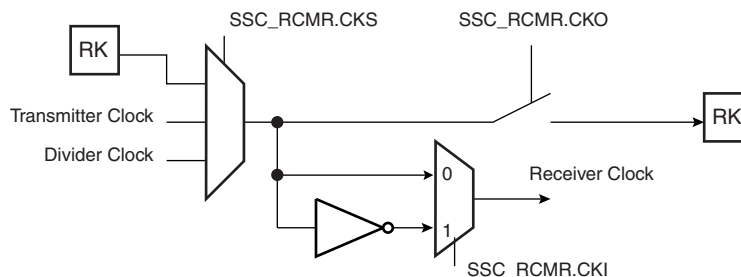 SSC_RCMR.CKS
SSC_RCMR.CKO
RK
Transmitter Clock
RK
Divider Clock
0
Receiver Clock
1
SSC_RCMR.CKI